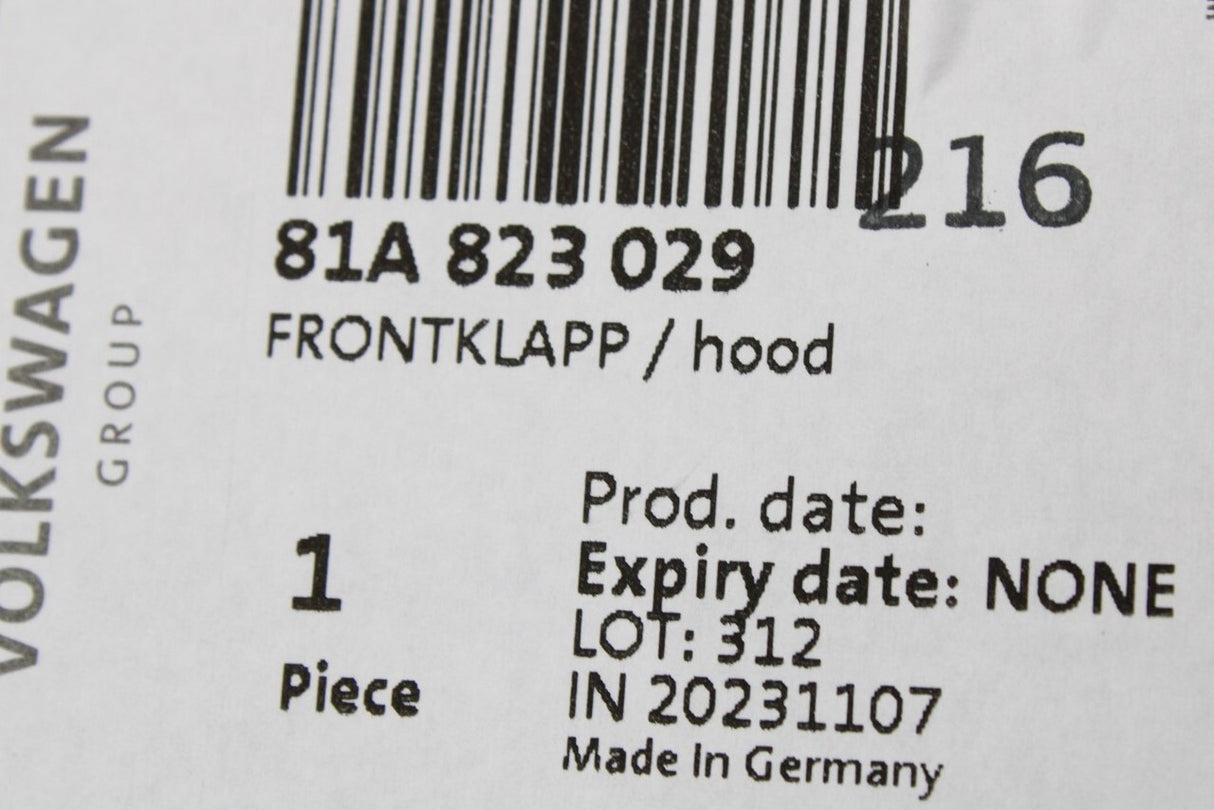 VOLKSWAGEN
GROUP
216
81A 823 029
FRONTKLAPP / hood
1
Piece
Prod. date:
Expiry date: NONE
LOT: 312
IN 20231107
Made In Germany